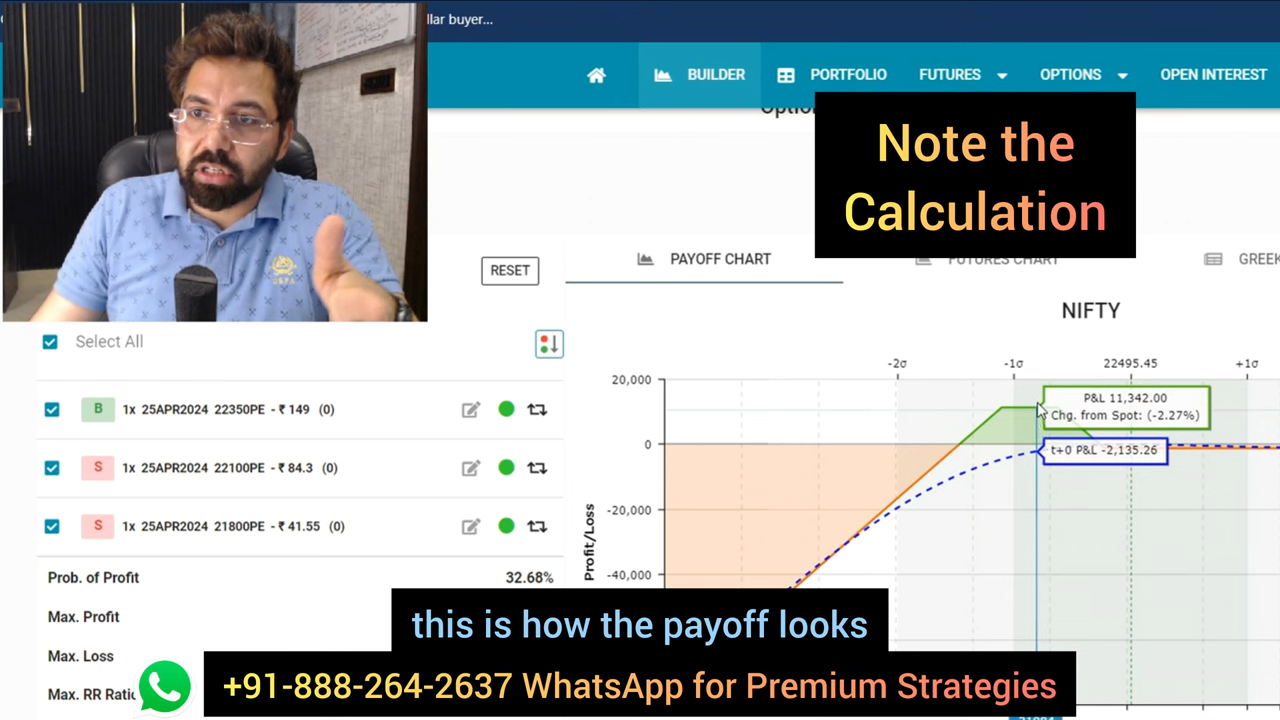 llar buyer...
BUILDER
PORTFOLIO
FUTURES
OPTIONS
OPEN INTEREST
Note the
Calculation
RESET
PAYOFF CHART
FUTURES CHART
GREEK
NIFTY
Select All
B 1x 25APR2024 22350PE - ₹ 149 (0)
S 1x 25APR2024 22100PE - ₹ 84.3 (0)
S 1x 25APR2024 21800PE - ₹ 41.55 (0)
Prob. of Profit 32.68%
Max. Profit
Max. Loss
Max. RR Ratio
-2σ
-1σ
22495.45
+1σ
20,000
0
-20,000
-40,000
Profit/Loss
P&L 11,342.00
Chg. from Spot: (-2.27%)
t+0 P&L -2,135.26
this is how the payoff looks
+91-888-264-2637 WhatsApp for Premium Strategies